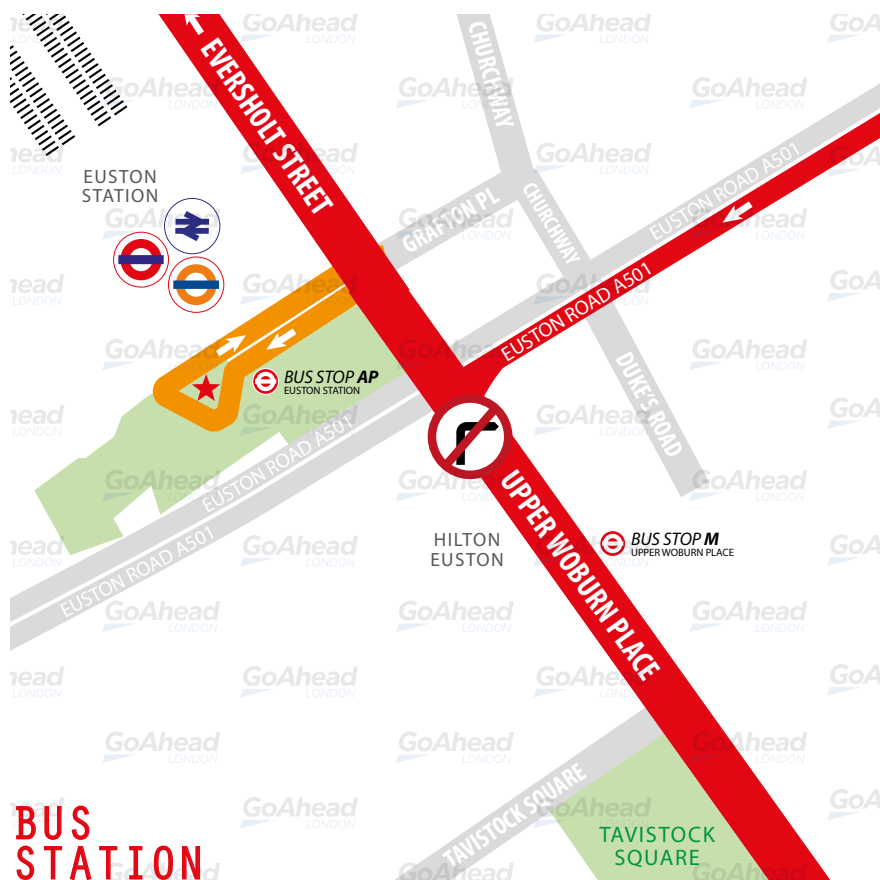 EVERSHOLT STREET
CHURCHWAY
EUSTON
STATION
GRAFTON PL
CHURCHWAY
EUSTON ROAD A501
EUSTON ROAD A501
BUS STOP AP
EUSTON STATION
DUKE'S ROAD
EUSTON ROAD A501
EUSTON ROAD A501
UPPER WOBURN PLACE
HILTON
EUSTON
BUS STOP M
UPPER WOBURN PLACE
TAVISTOCK SQUARE
TAVISTOCK
SQUARE
BUS
STATION
GoAhead
LONDON